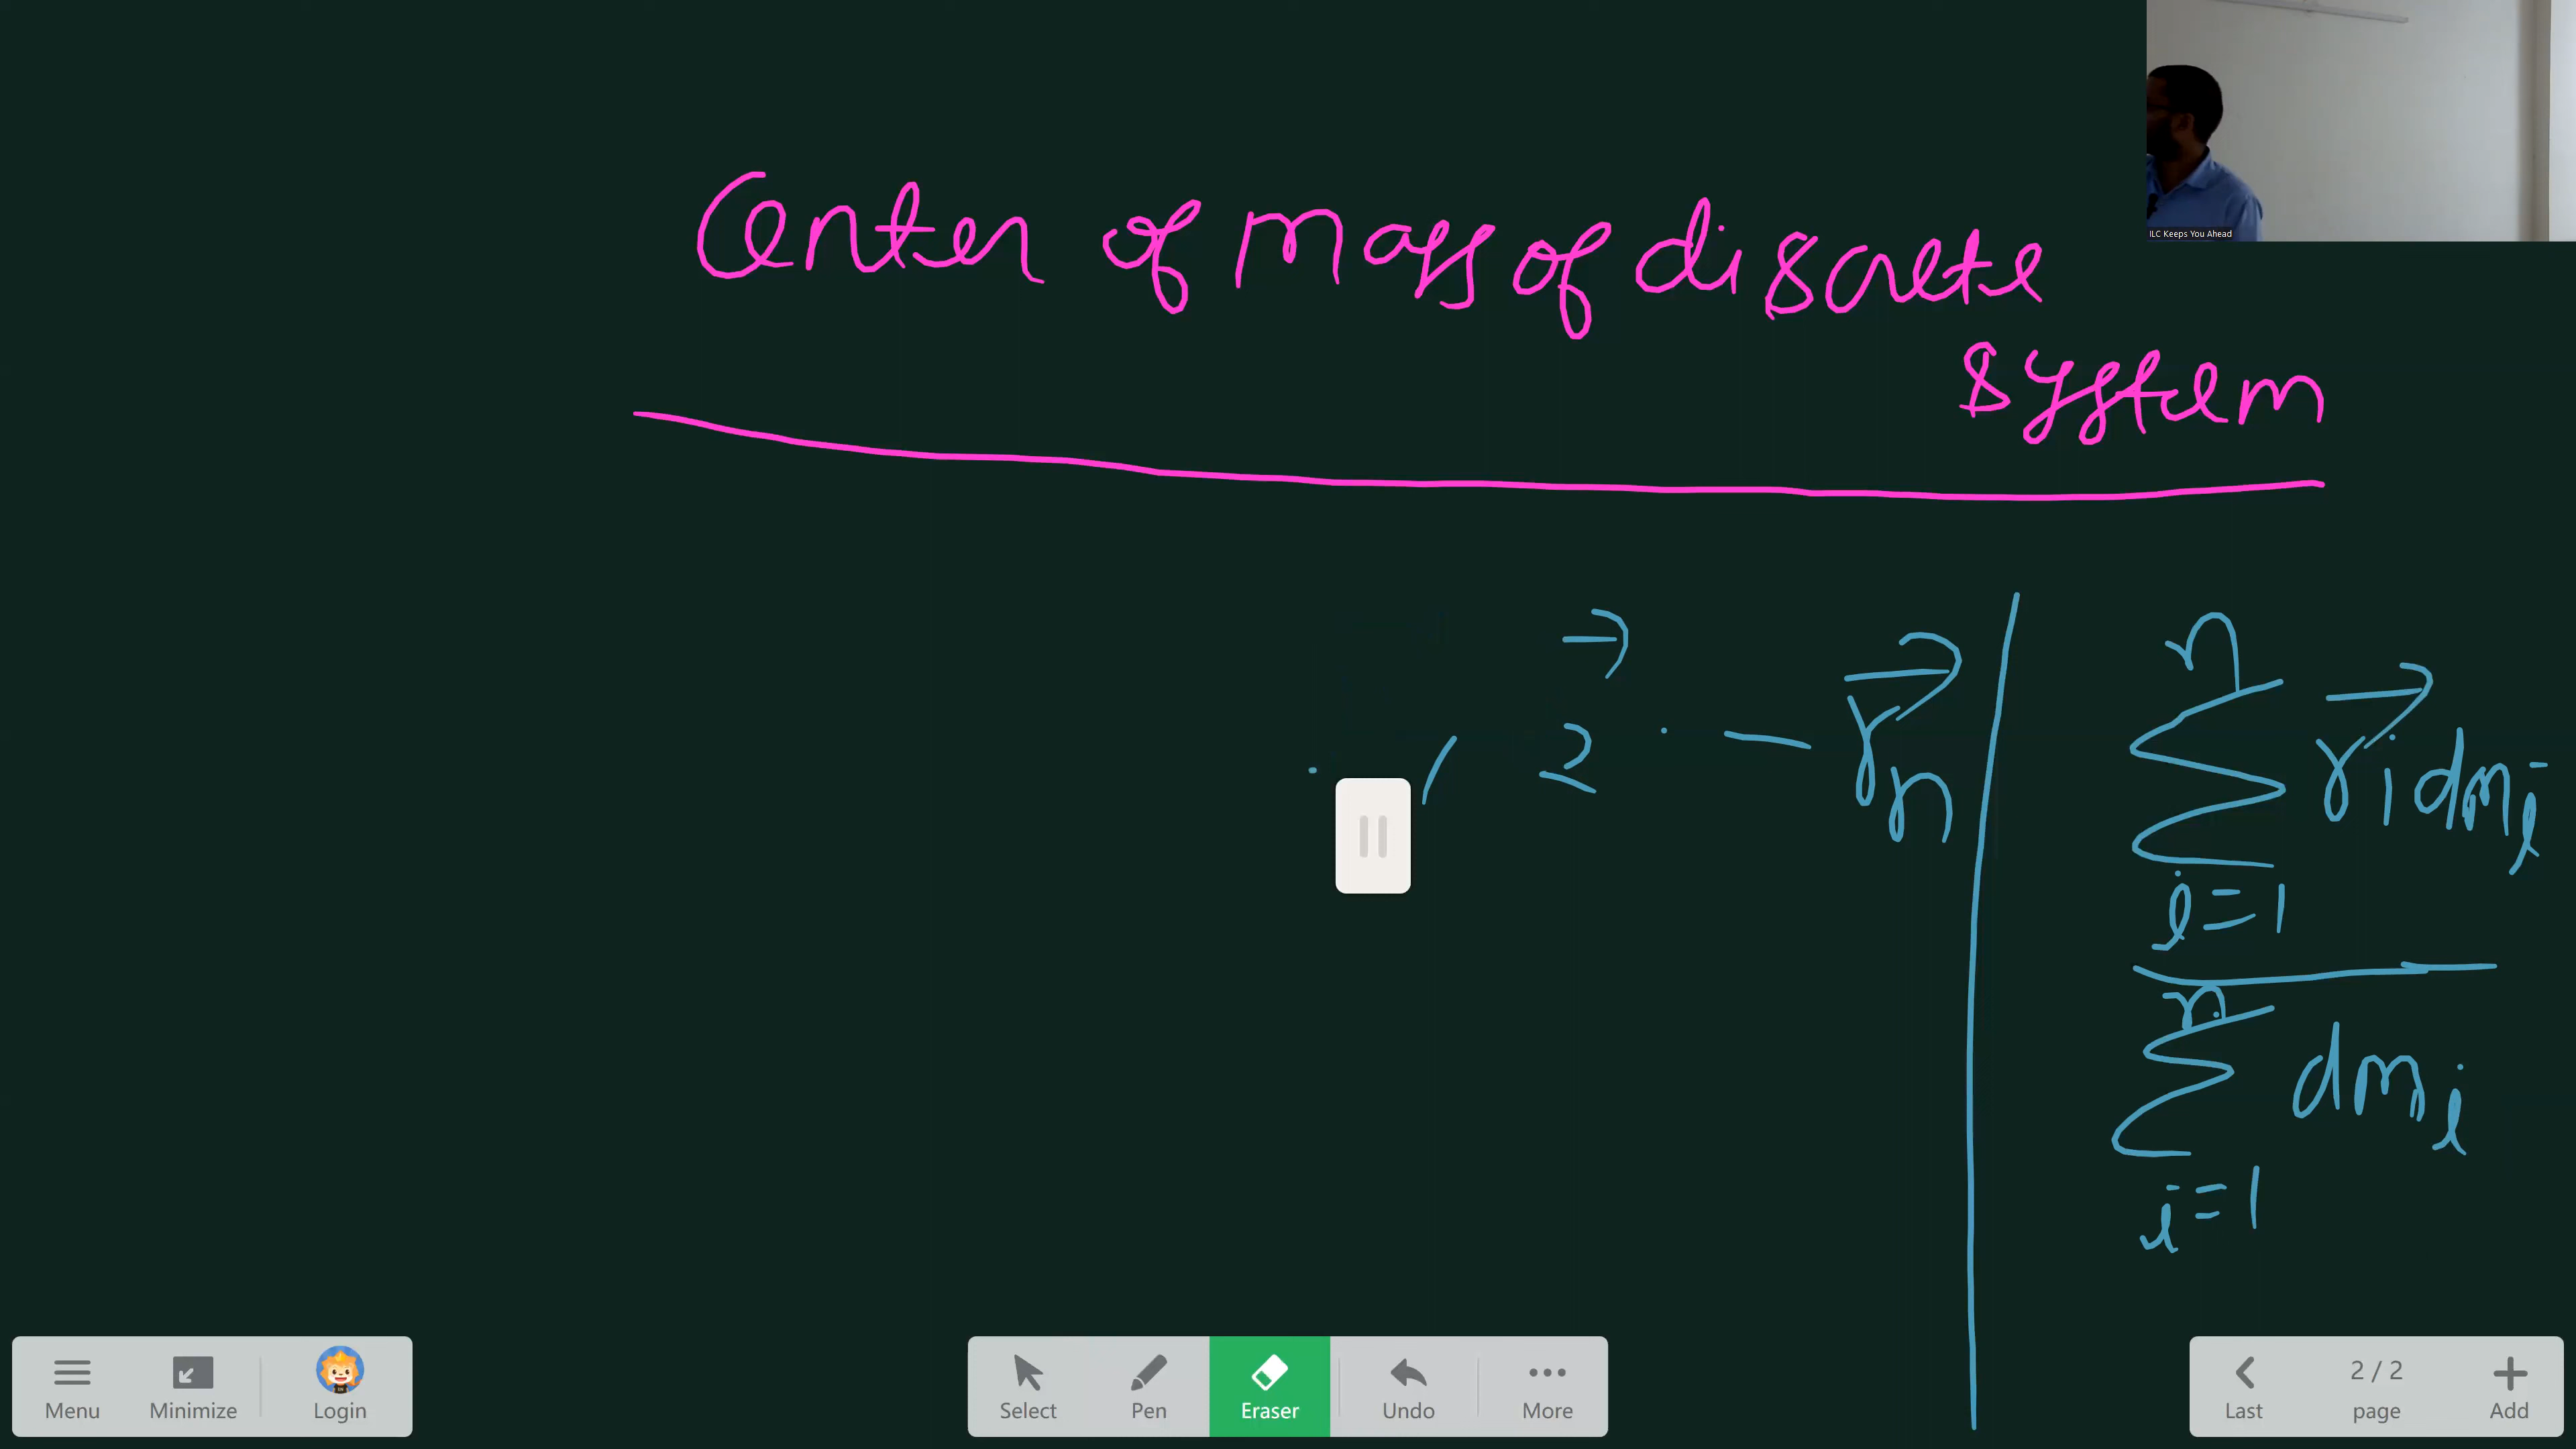 ILC Keeps You Ahead
Center of mass of discrete
system
, 2 . — r⃗n
n
∑ r⃗i dmi
i=1
n
∑ dmi
i=1
Menu Minimize Login
Select Pen Eraser Undo More
Last 2 / 2 page Add